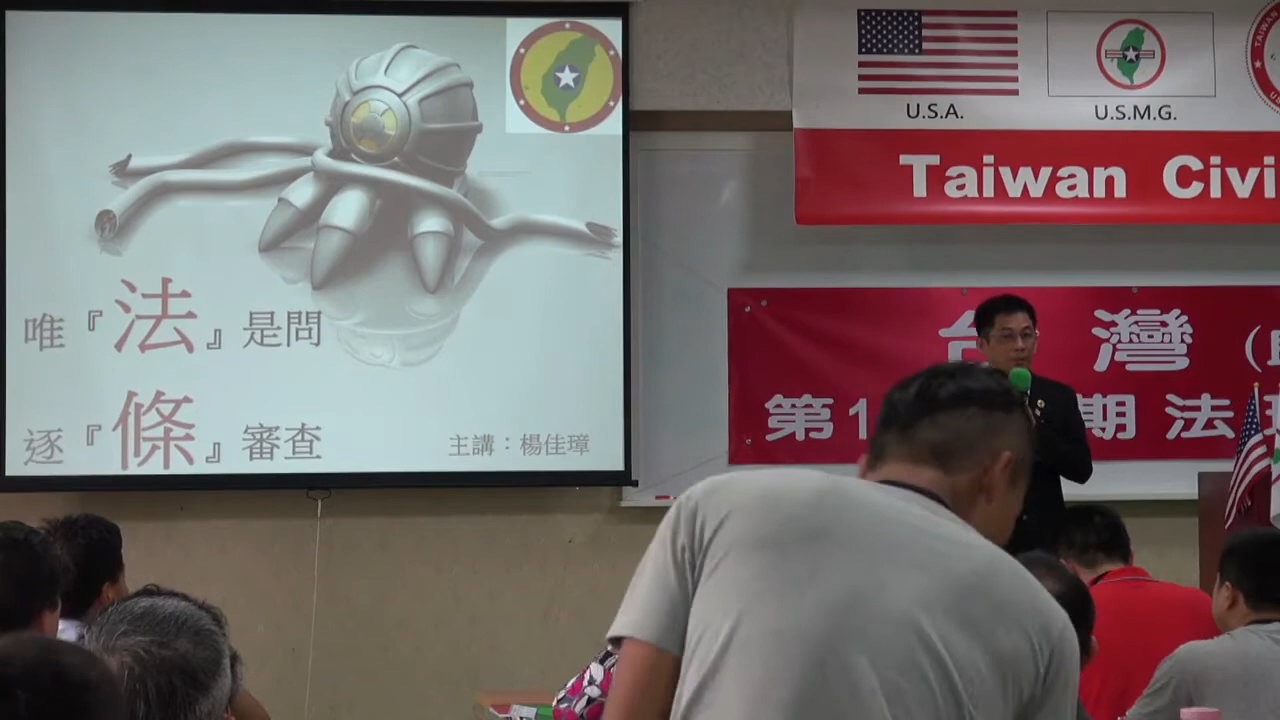 唯『法』是問
逐『條』審查
主講：楊佳璋
U.S.A.
U.S.M.G.
Taiwan Civi
TAIWAN
台 灣 (
第1 期 法